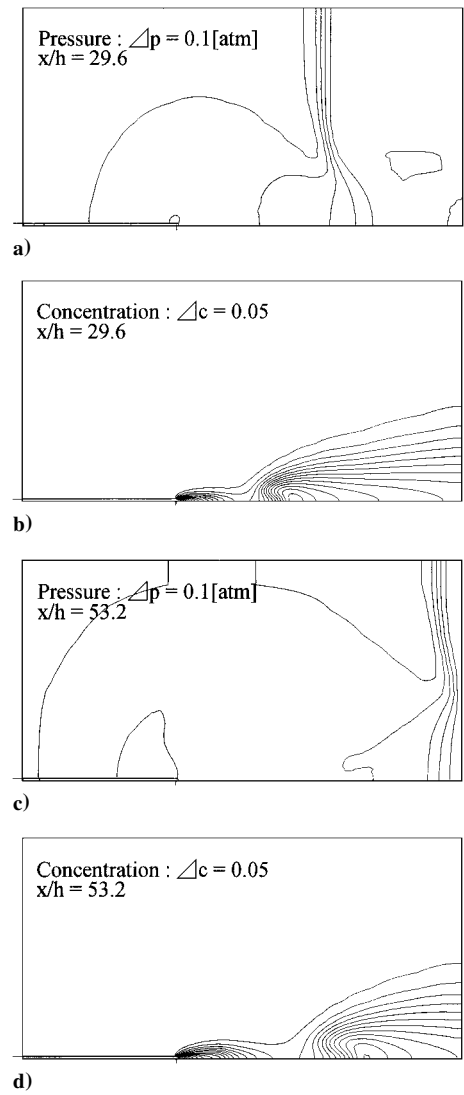 Pressure : ⊿p = 0.1[atm]
x/h = 29.6
a)
Concentration : ⊿c = 0.05
x/h = 29.6
b)
Pressure : ⊿p = 0.1[atm]
x/h = 53.2
c)
Concentration : ⊿c = 0.05
x/h = 53.2
d)